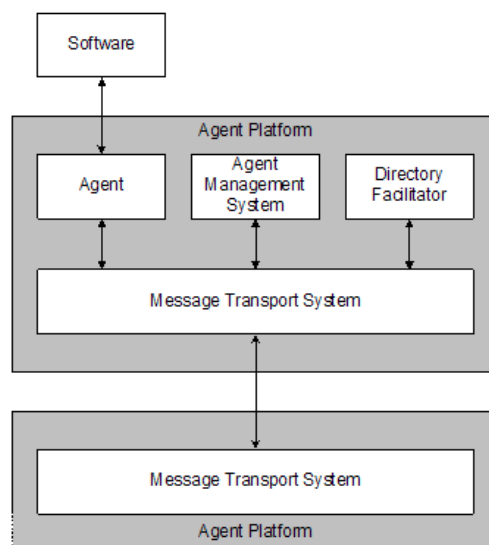 Software
Agent Platform
Agent
Agent
Management
System
Directory
Facilitator
Message Transport System
Message Transport System
Agent Platform